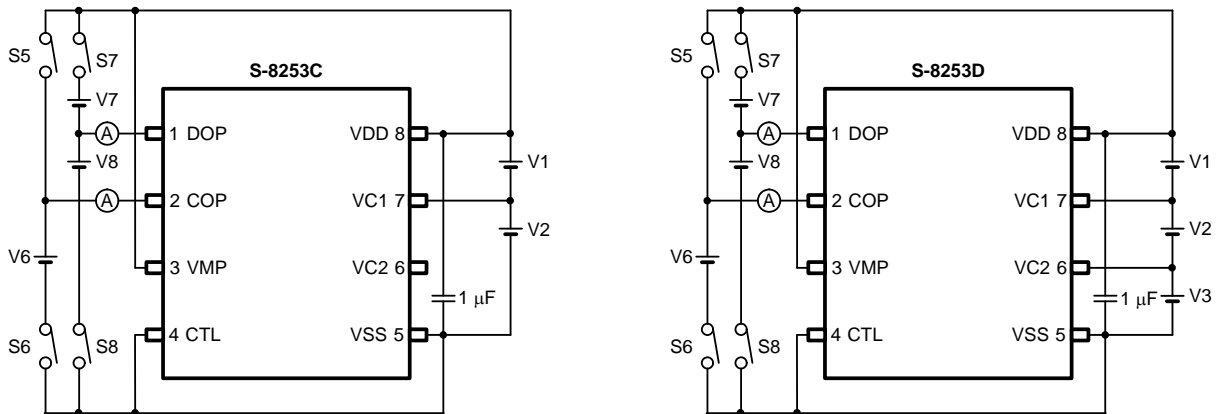 S-8253C
S5
S7
V7
A
1 DOP
VDD 8
V8
V1
A
2 COP
VC1 7
V2
V6
3 VMP
VC2 6
1 μF
4 CTL
VSS 5
S6
S8
S-8253D
S5
S7
V7
A
1 DOP
VDD 8
V8
V1
A
2 COP
VC1 7
V2
V6
3 VMP
VC2 6
1 μF
V3
4 CTL
VSS 5
S6
S8